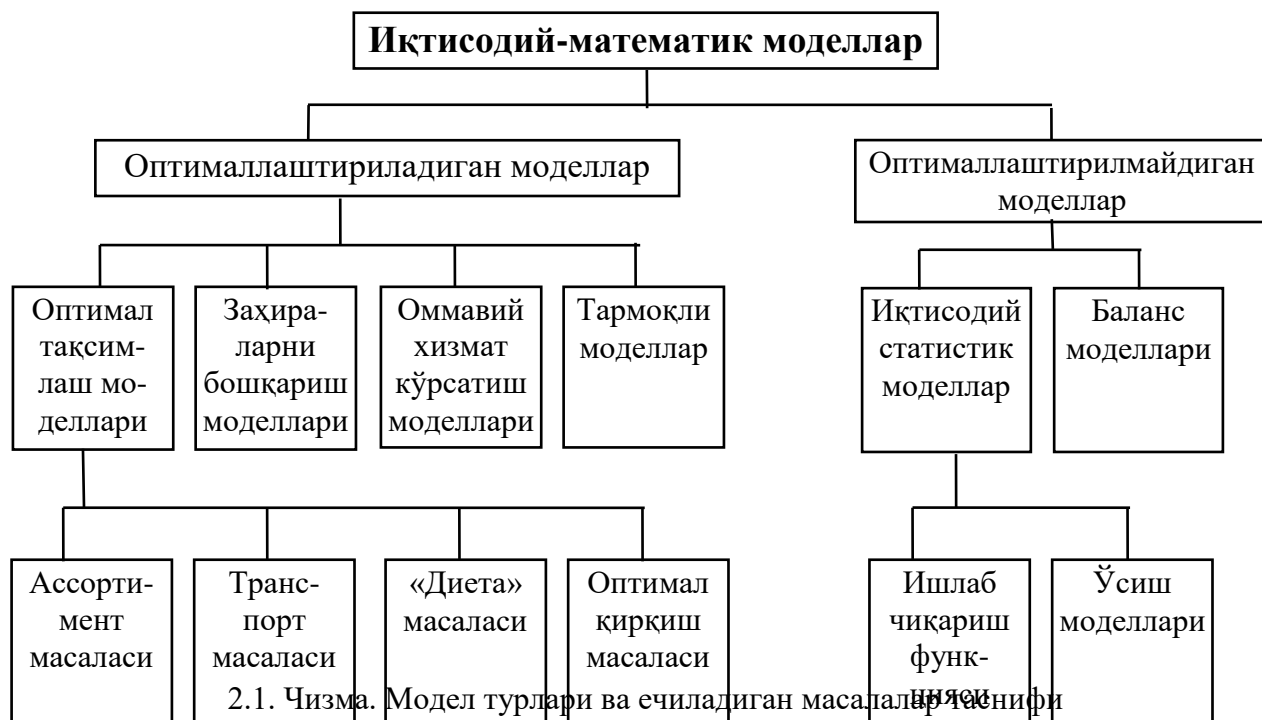 Иқтисодий-математик моделлар
Оптималлаштириладиган моделлар
Оптималлаштирилмайдиган
моделлар
Оптимал
тақсим-
лаш мо-
деллари
Заҳира-
ларни
бошқариш
моделлари
Оммавий
хизмат
кўрсатиш
моделлари
Тармоқли
моделлар
Иқтисодий
статистик
моделлар
Баланс
моделлари
Ассорти-
мент
масаласи
Транс-
порт
масаласи
«Диета»
масаласи
Оптимал
қирқиш
масаласи
Ишлаб
чиқариш
функ-
цияси
Ўсиш
моделлари
2.1. Чизма. Модел турлари ва ечиладиган масалалар таснифи